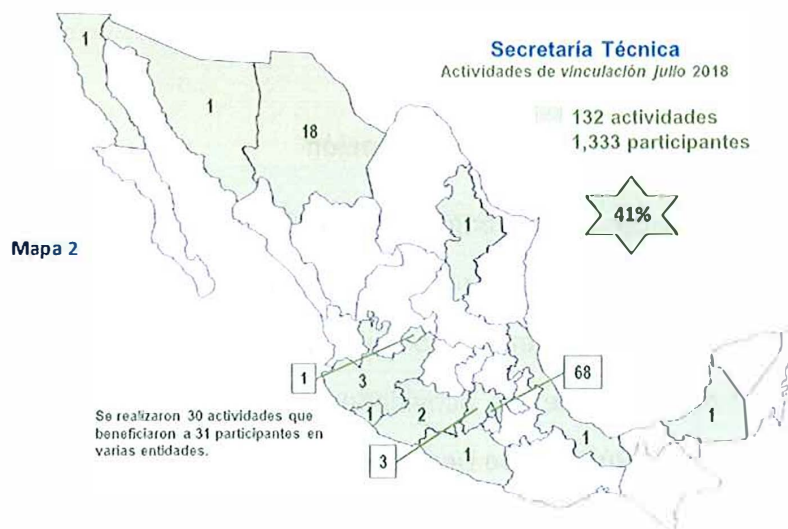 1
Secretaría Técnica
Actividades de vinculación julio 2018
1
18
132 actividades
1,333 participantes
1
41%
Mapa 2
1
3
68
Se realizaron 30 actividades que
beneficiaron a 31 participantes en
varias entidades.
1
2
1
1
3
1